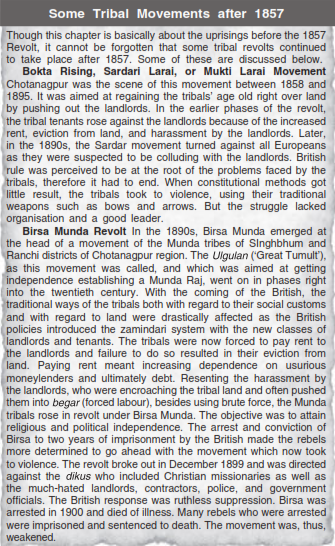 Some Tribal Movements after 1857
Though this chapter is basically about the uprisings before the 1857
Revolt, it cannot be forgotten that some tribal revolts continued
to take place after 1857. Some of these are discussed below.
Bokta Rising, Sardari Larai, or Mukti Larai Movement
Chotanagpur was the scene of this movement between 1858 and
1895. It was aimed at regaining the tribals' age old right over land
by pushing out the landlords. In the earlier phases of the revolt,
the tribal tenants rose against the landlords because of the increased
rent, eviction from land, and harassment by the landlords. Later,
in the 1890s, the Sardar movement turned against all Europeans
as they were suspected to be colluding with the landlords. British
rule was perceived to be at the root of the problems faced by the
tribals, therefore it had to end. When constitutional methods got
little result, the tribals took to violence, using their traditional
weapons such as bows and arrows. But the struggle lacked
organisation and a good leader.
Birsa Munda Revolt In the 1890s, Birsa Munda emerged at
the head of a movement of the Munda tribes of SInghbhum and
Ranchi districts of Chotanagpur region. The Ulgulan ('Great Tumult'),
as this movement was called, and which was aimed at getting
independence establishing a Munda Raj, went on in phases right
into the twentieth century. With the coming of the British, the
traditional ways of the tribals both with regard to their social customs
and with regard to land were drastically affected as the British
policies introduced the zamindari system with the new classes of
landlords and tenants. The tribals were now forced to pay rent to
the landlords and failure to do so resulted in their eviction from
land. Paying rent meant increasing dependence on usurious
moneylenders and ultimately debt. Resenting the harassment by
the landlords, who were encroaching the tribal land and often pushed
them into begar (forced labour), besides using brute force, the Munda
tribals rose in revolt under Birsa Munda. The objective was to attain
religious and political independence. The arrest and conviction of
Birsa to two years of imprisonment by the British made the rebels
more determined to go ahead with the movement which now took
to violence. The revolt broke out in December 1899 and was directed
against the dikus who included Christian missionaries as well as
the much-hated landlords, contractors, police, and government
officials. The British response was ruthless suppression. Birsa was
arrested in 1900 and died of illness. Many rebels who were arrested
were imprisoned and sentenced to death. The movement was, thus,
weakened.